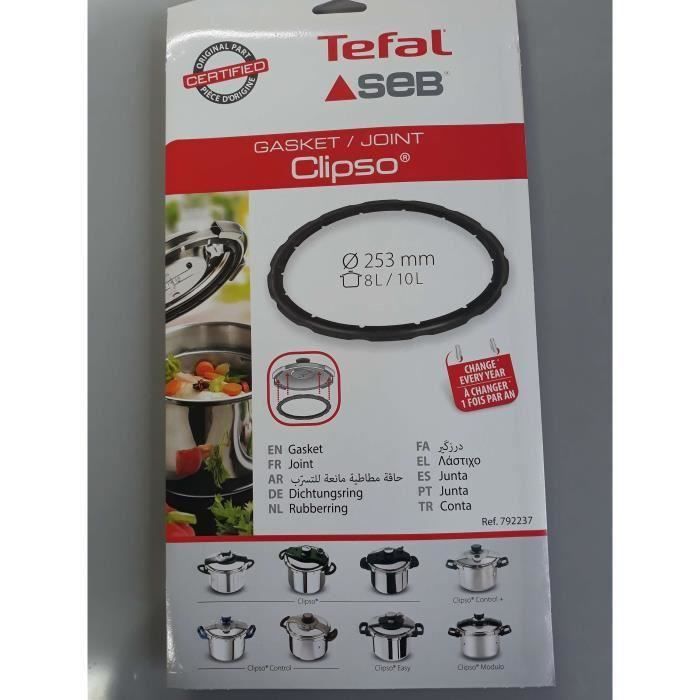 ORIGINAL PART
CERTIFIED
PIÈCE D'ORIGINE
Tefal
SEB®
GASKET / JOINT
Clipso®
Ø 253 mm
8L / 10L
CHANGE
EVERY YEAR
À CHANGER
1 FOIS PAR AN
EN Gasket
FR Joint
AR حافة مطاطية مانعة للتسرّب
DE Dichtungsring
NL Rubberring
FA درزگیر
EL Λάστιχο
ES Junta
PT Junta
TR Conta
Ref. 792237
Clipso®
Clipso® Control +
Clipso® Control
Clipso® Easy
Clipso® Modulo